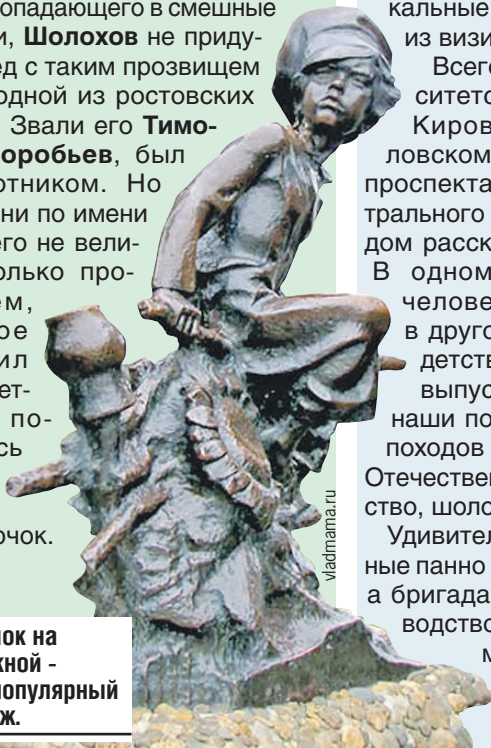 опадающего в смешные
и, Шолохов не приду-
ед с таким прозвищем
одной из ростовских
Звали его Тимо-
оробьев, был
отником. Но
ни по имени
его не вели-
олько про-
ем,
ое
ил
ет-
по-
сь
очок.
ок на
жной -
популярный
ж.
vladmama.ru
кальные
из визи
Всего
ситето
Киров
ловском
проспекта
трального
дом расск
В одном
челове
в друго
детств
выпус
наши по
походов
Отечествен
ство, шоло
Удивител
ные панно
а бригада
водство
м